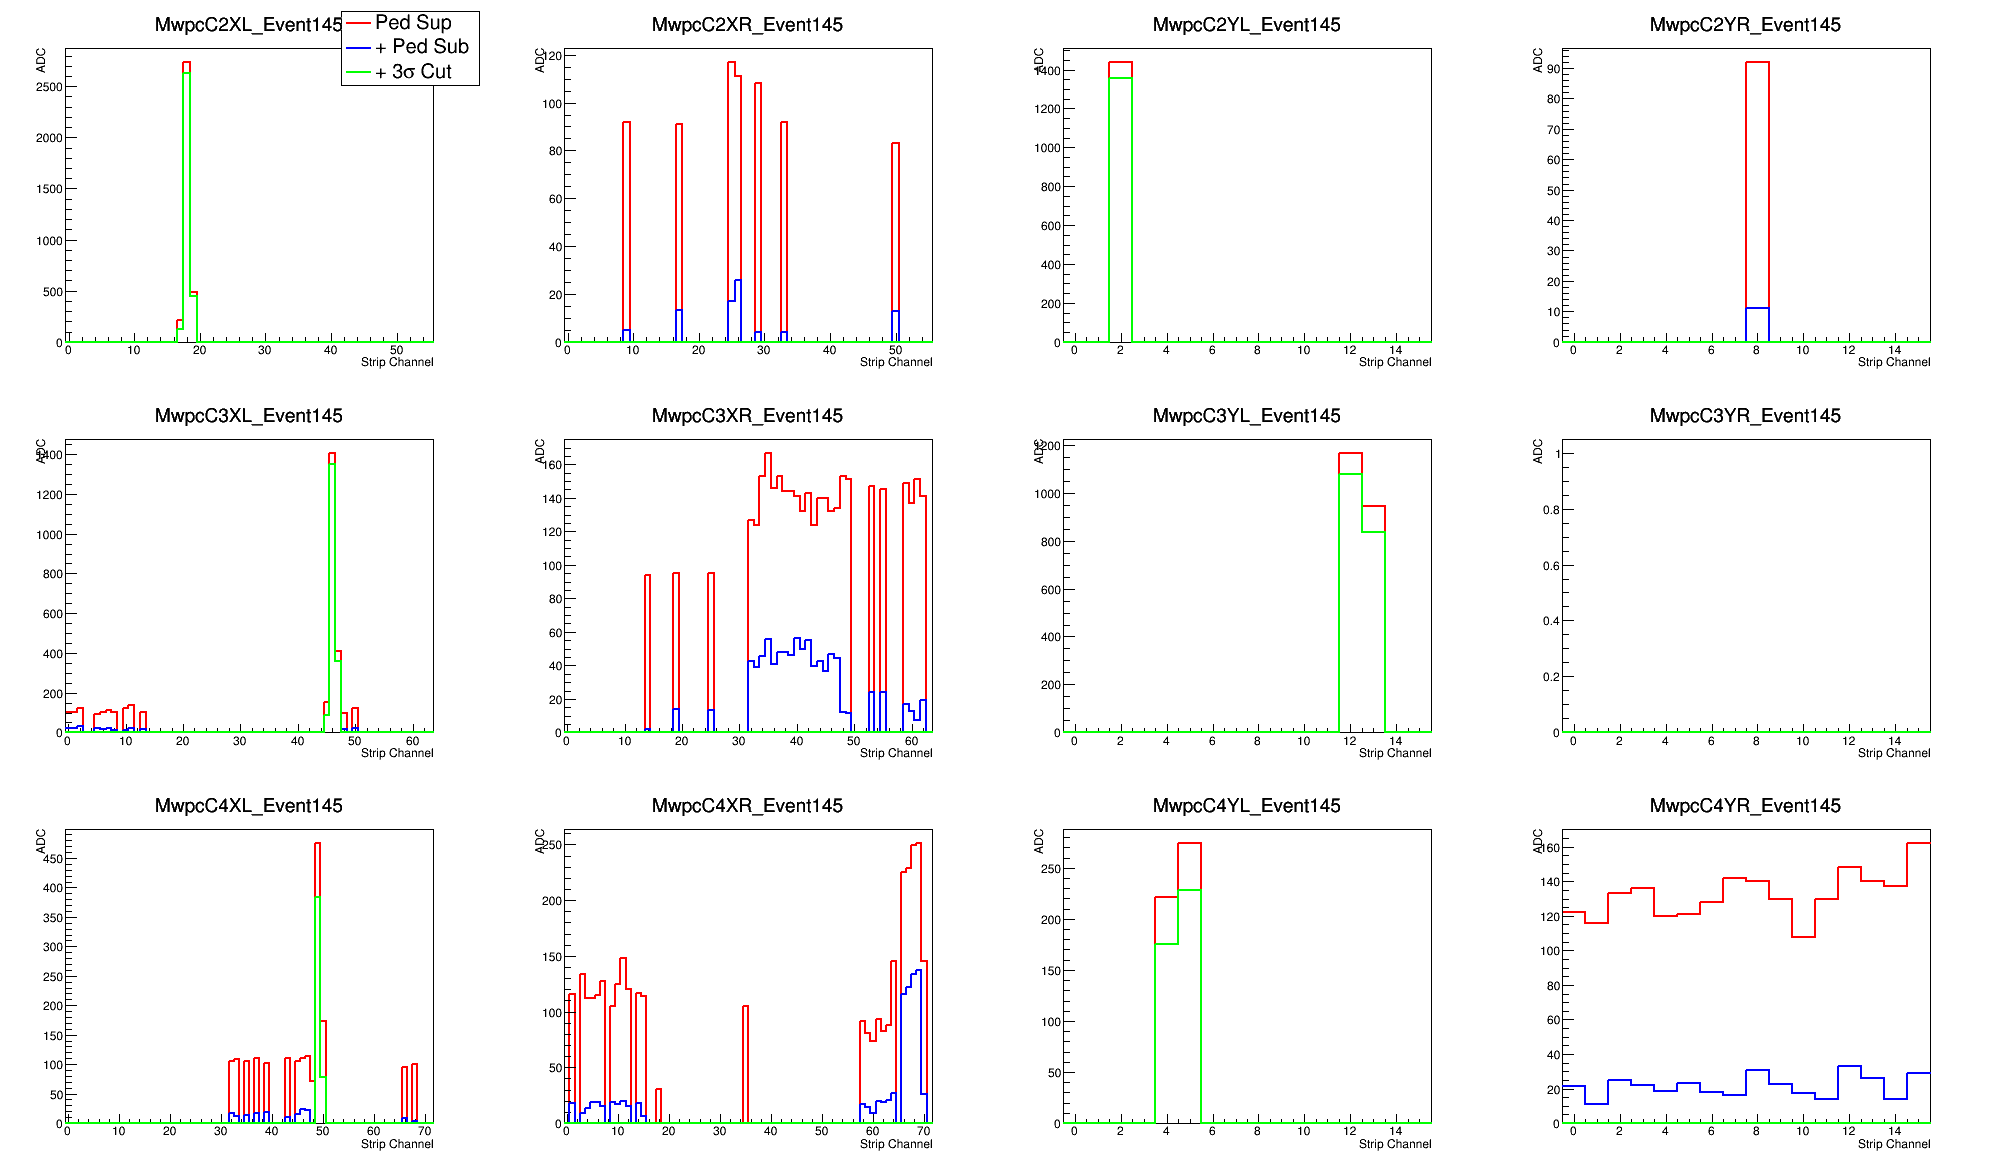 MwpcC2XL_Event145
Ped Sup
+ Ped Sub
+ 3σ Cut
ADC
2500
2000
1500
1000
500
0
0 10 20 30 40 50
Strip Channel
MwpcC2XR_Event145
ADC
120
100
80
60
40
20
0
0 10 20 30 40 50
Strip Channel
MwpcC2YL_Event145
ADC
1400
1200
1000
800
600
400
200
0
0 2 4 6 8 10 12 14
Strip Channel
MwpcC2YR_Event145
ADC
90
80
70
60
50
40
30
20
10
0
0 2 4 6 8 10 12 14
Strip Channel
MwpcC3XL_Event145
ADC
1400
1200
1000
800
600
400
200
0
0 10 20 30 40 50 60
Strip Channel
MwpcC3XR_Event145
ADC
160
140
120
100
80
60
40
20
0
0 10 20 30 40 50 60
Strip Channel
MwpcC3YL_Event145
ADC
1200
1000
800
600
400
200
0
0 2 4 6 8 10 12 14
Strip Channel
MwpcC3YR_Event145
ADC
1
0.8
0.6
0.4
0.2
0
0 2 4 6 8 10 12 14
Strip Channel
MwpcC4XL_Event145
ADC
450
400
350
300
250
200
150
100
50
0
0 10 20 30 40 50 60 70
Strip Channel
MwpcC4XR_Event145
ADC
250
200
150
100
50
0
0 10 20 30 40 50 60 70
Strip Channel
MwpcC4YL_Event145
ADC
250
200
150
100
50
0
0 2 4 6 8 10 12 14
Strip Channel
MwpcC4YR_Event145
ADC
160
140
120
100
80
60
40
20
0
0 2 4 6 8 10 12 14
Strip Channel